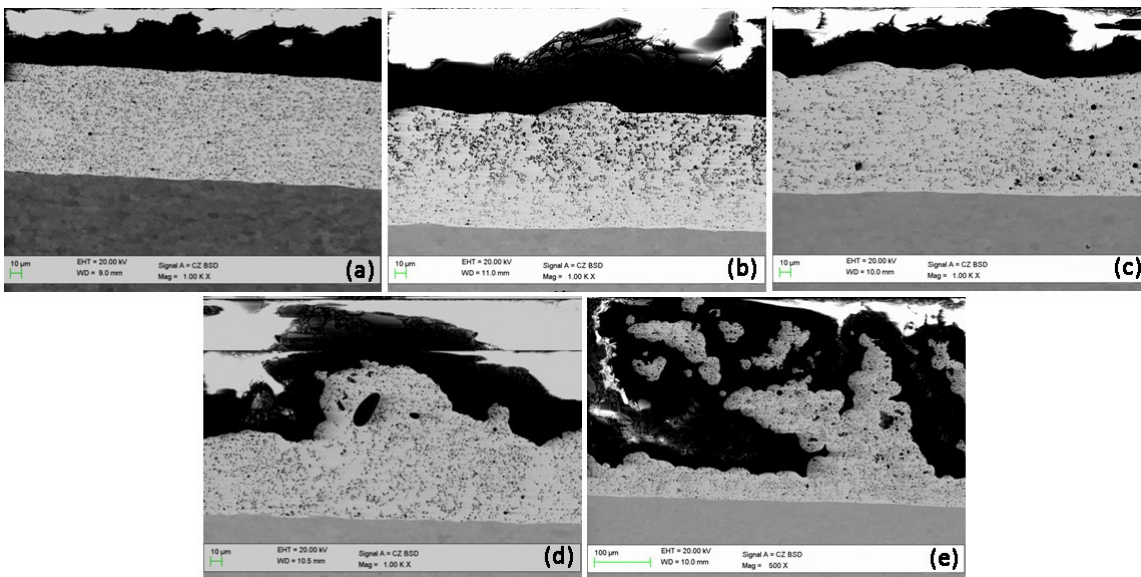 10 µm
EHT = 20.00 kV
WD = 9.0 mm
Signal A = CZ BSD
Mag = 1.00 K X
(a)
10 µm
EHT = 20.00 kV
WD = 11.0 mm
Signal A = CZ BSD
Mag = 1.00 K X
(b)
10 µm
EHT = 20.00 kV
WD = 10.0 mm
Signal A = CZ BSD
Mag = 1.00 K X
(c)
10 µm
EHT = 20.00 kV
WD = 10.5 mm
Signal A = CZ BSD
Mag = 1.00 K X
(d)
100 µm
EHT = 20.00 kV
WD = 10.0 mm
Signal A = CZ BSD
Mag = 500 X
(e)